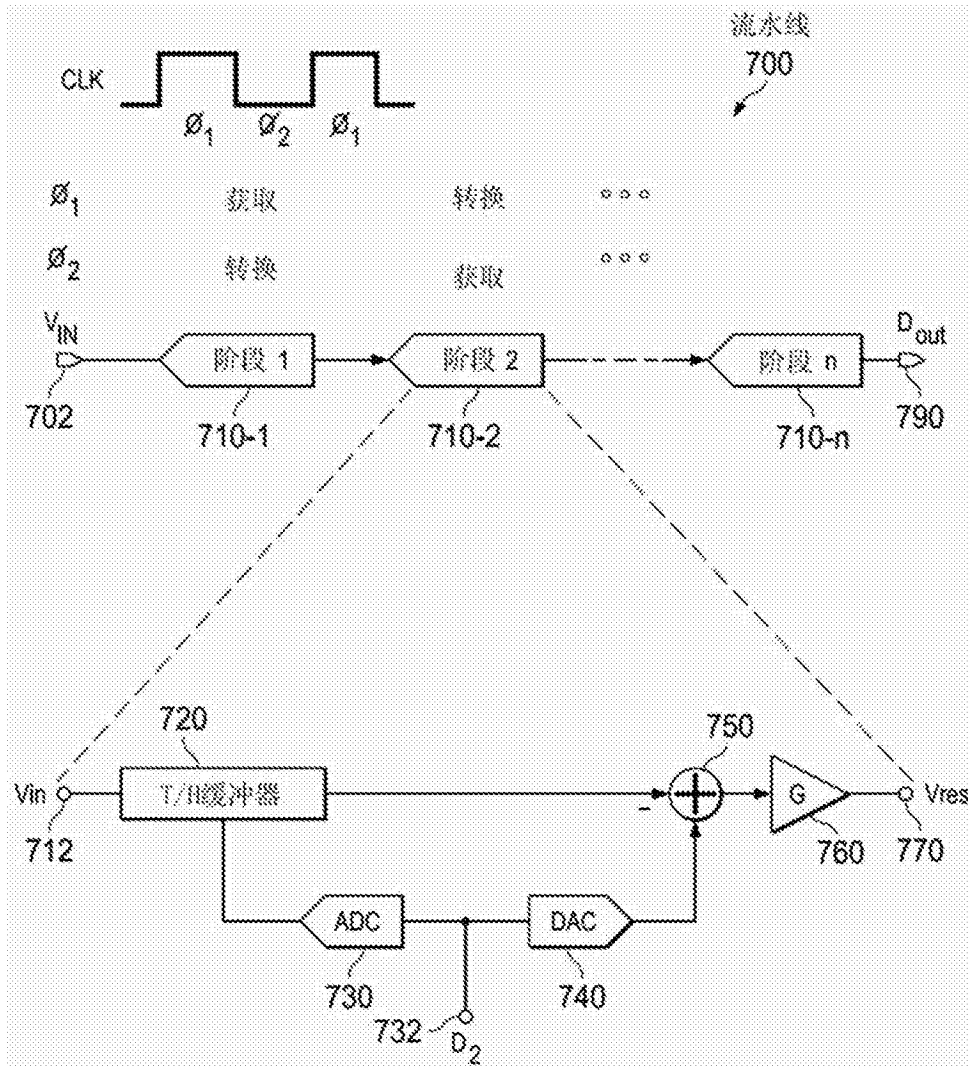 流水线
700
CLK
Ø1 Ø2 Ø1
Ø1 获取 转换 ∘∘∘
Ø2 转换 获取 ∘∘∘
VIN 阶段 1 阶段 2 阶段 n Dout
702 710-1 710-2 710-n 790
720 750
Vin T/H缓冲器 - G Vres
712 760 770
ADC DAC
730 740
732
D2